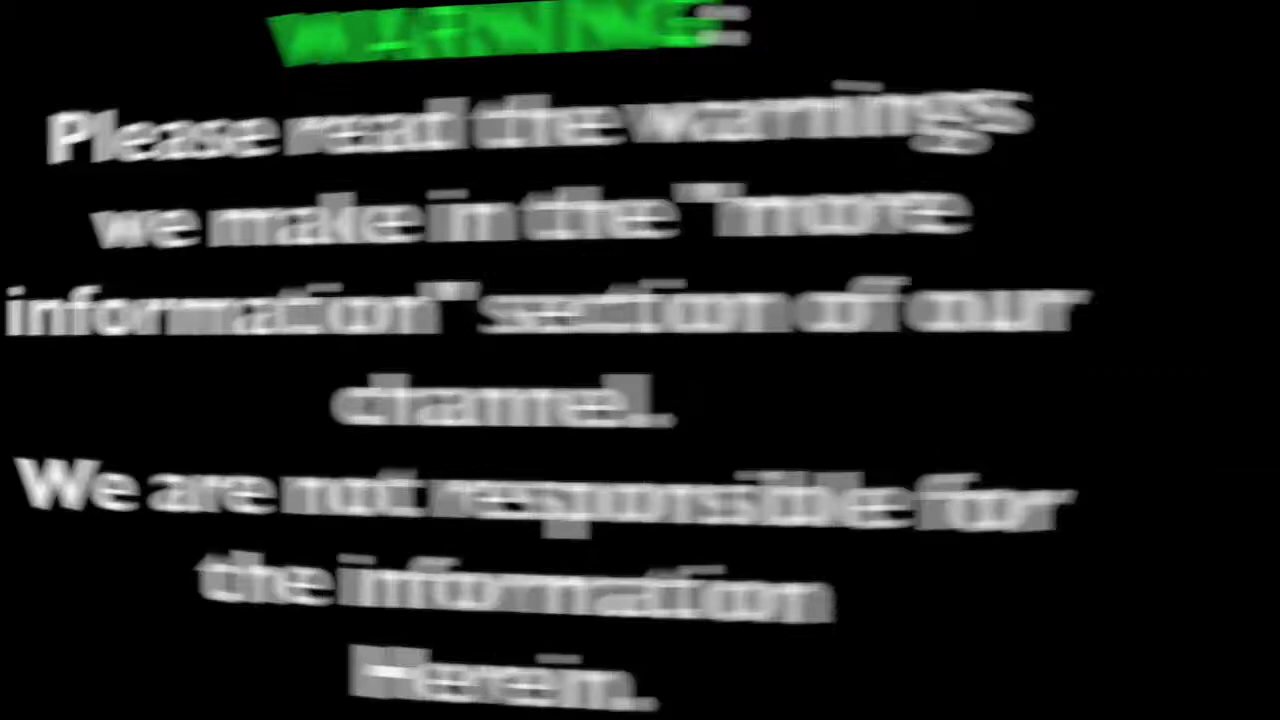 WARNING:
Please read the warnings
we make in the "more
information" section of our
channel.
We are not responsible for
the information
Herein.